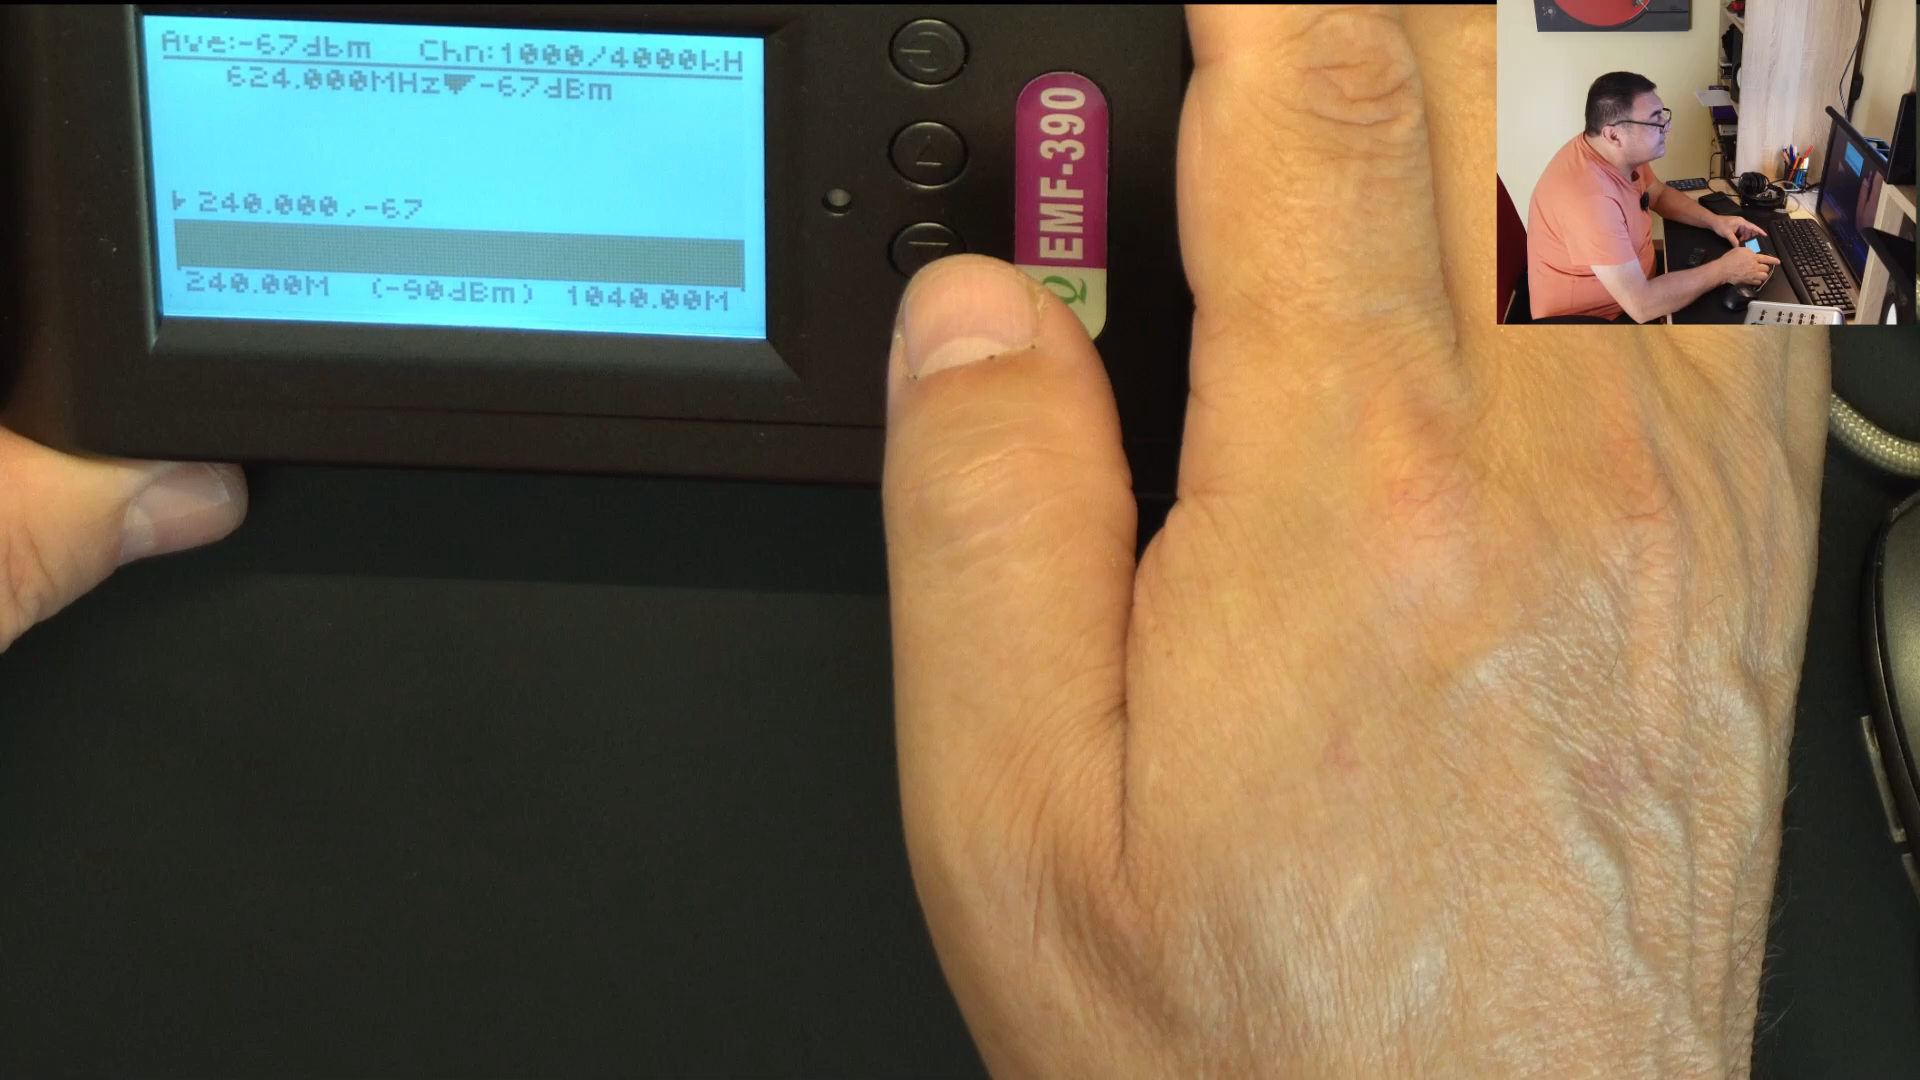 Ave:-67dbm Chn:1000/4000kH
624.000MHz▼-67dBm
240.000,-67
240.00M (-90dBm) 1040.00M
EMF-390
Q